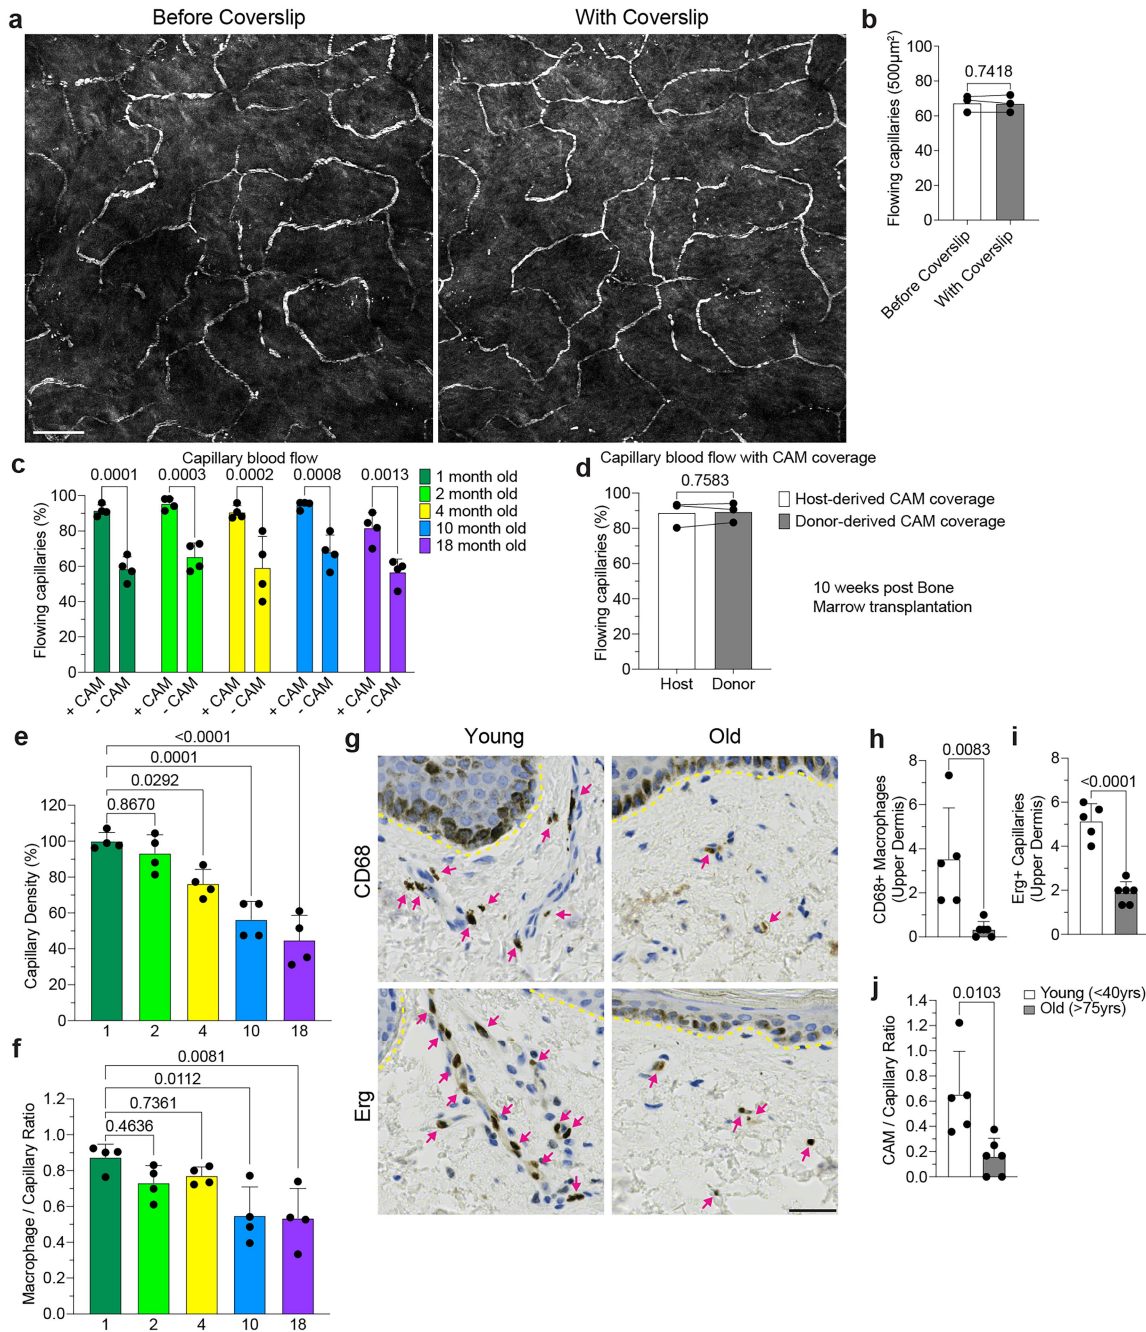 a
Before Coverslip
With Coverslip
b
Flowing capillaries (500µm²)
100
80
60
40
20
0
0.7418
Before Coverslip
With Coverslip
c
Capillary blood flow
0.0001
0.0003
0.0002
0.0008
0.0013
Flowing capillaries (%)
100
80
60
40
20
0
+ CAM
- CAM
+ CAM
- CAM
+ CAM
- CAM
+ CAM
- CAM
+ CAM
- CAM
1 month old
2 month old
4 month old
10 month old
18 month old
d
Capillary blood flow with CAM coverage
0.7583
Flowing capillaries (%)
100
80
60
40
20
0
Host
Donor
Host-derived CAM coverage
Donor-derived CAM coverage
10 weeks post Bone
Marrow transplantation
e
<0.0001
0.0001
0.0292
0.8670
Capillary Density (%)
120
100
80
60
40
20
0
1
2
4
10
18
f
0.0081
0.0112
0.7361
0.4636
Macrophage / Capillary Ratio
1.0
0.8
0.6
0.4
0.2
0.0
1
2
4
10
18
g
Young
Old
CD68
Erg
h
CD68+ Macrophages
(Upper Dermis)
8
6
4
2
0
0.0083
i
Erg+ Capillaries
(Upper Dermis)
8
6
4
2
0
<0.0001
j
CAM / Capillary Ratio
1.4
1.2
1.0
0.8
0.6
0.4
0.2
0
0.0103
Young (<40yrs)
Old (>75yrs)